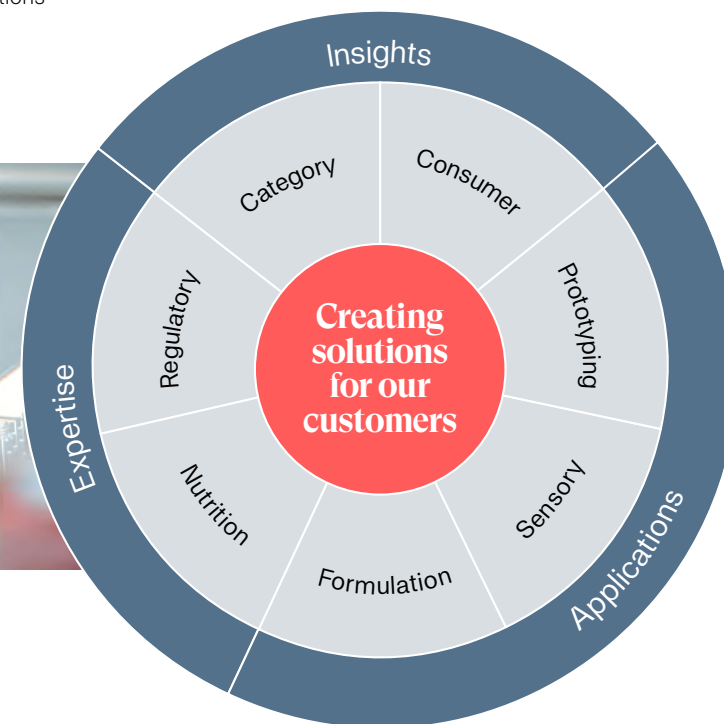 Insights
Category
Consumer
Regulatory
Prototyping
Creating
solutions
for our
customers
Expertise
Nutrition
Sensory
Formulation
Applications